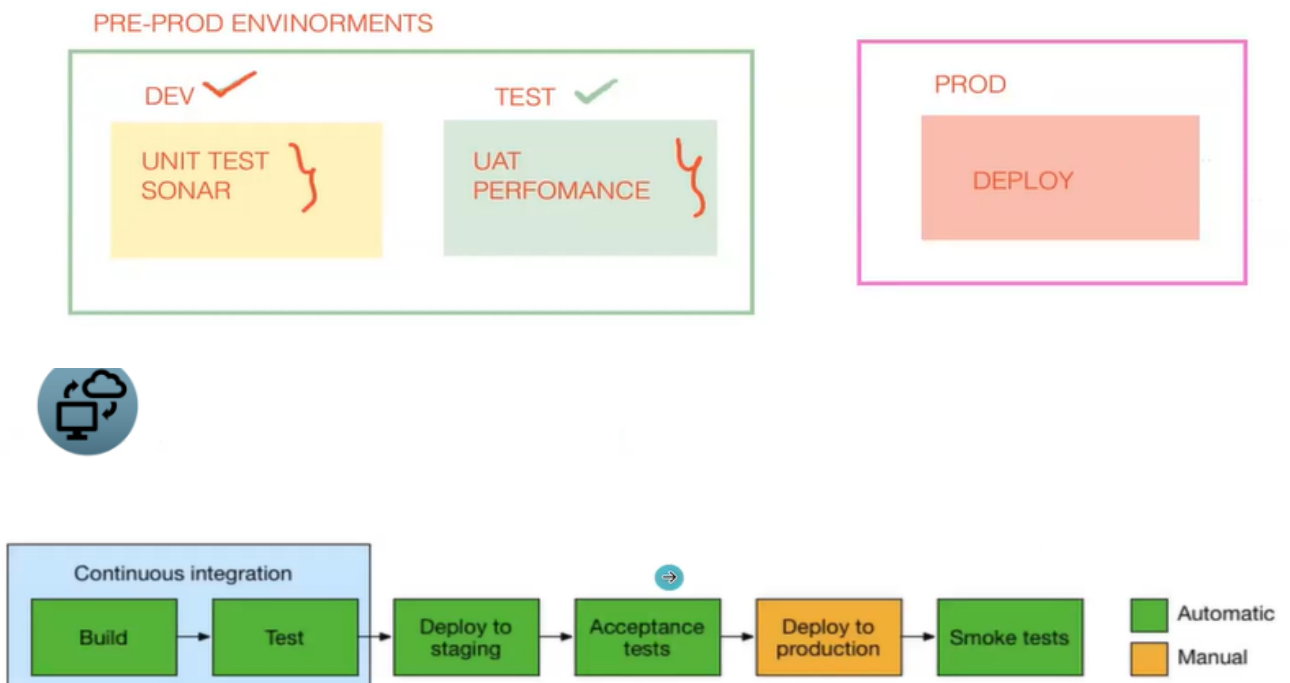 PRE-PROD ENVINORMENTS
DEV
TEST
PROD
UNIT TEST
SONAR
UAT
PERFOMANCE
DEPLOY
Continuous integration
Build
Test
Deploy to
staging
Acceptance
tests
Deploy to
production
Smoke tests
Automatic
Manual